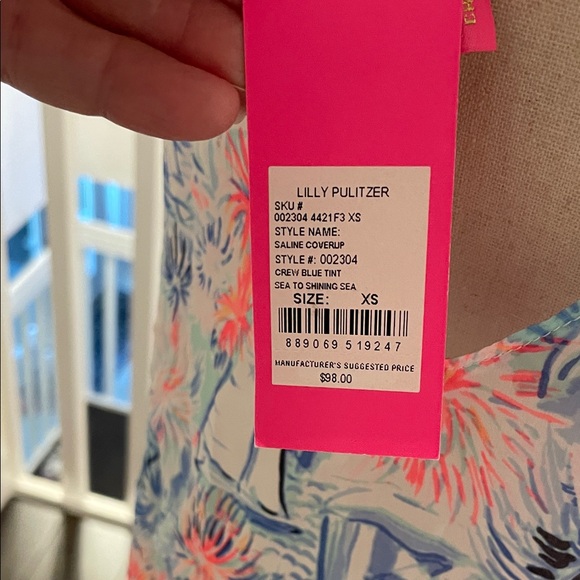 LILLY PULITZER
SKU #
002304 4421F3 XS
STYLE NAME:
SALINE COVERUP
STYLE #: 002304
CREW BLUE TINT
SEA TO SHINING SEA
SIZE: XS
889069 519247
MANUFACTURER'S SUGGESTED PRICE
$98.00